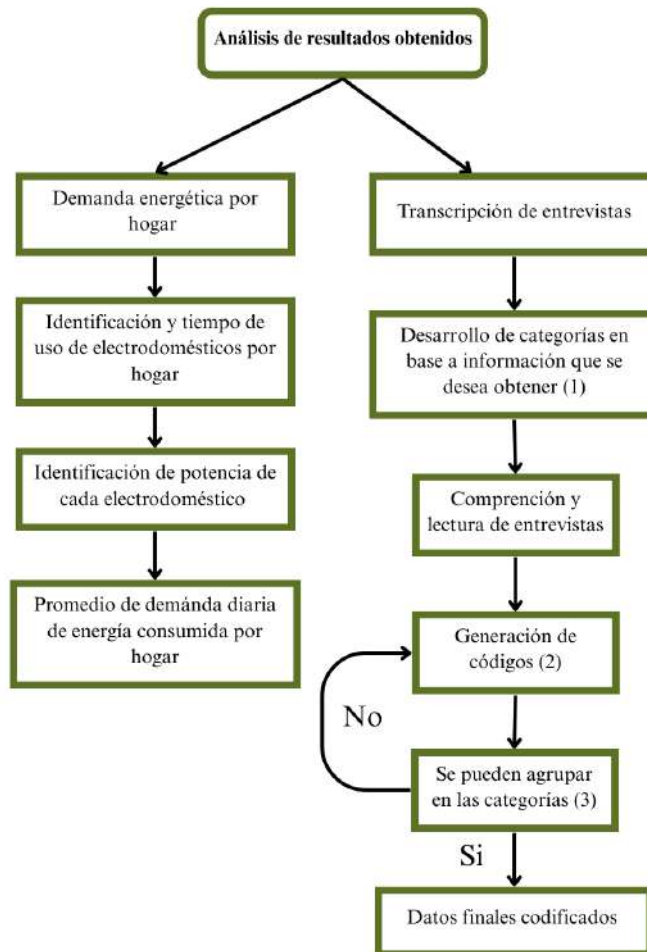 Análisis de resultados obtenidos
Demanda energética por
hogar
Identificación y tiempo de
uso de electrodomésticos por
hogar
Identificación de potencia de
cada electrodoméstico
Promedio de demánda diaria
de energía consumida por
hogar
Transcripción de entrevistas
Desarrollo de categorías en
base a información que se
desea obtener (1)
Comprención y
lectura de entrevistas
Generación de
códigos (2)
No
Se pueden agrupar
en las categorías (3)
Si
Datos finales codificados